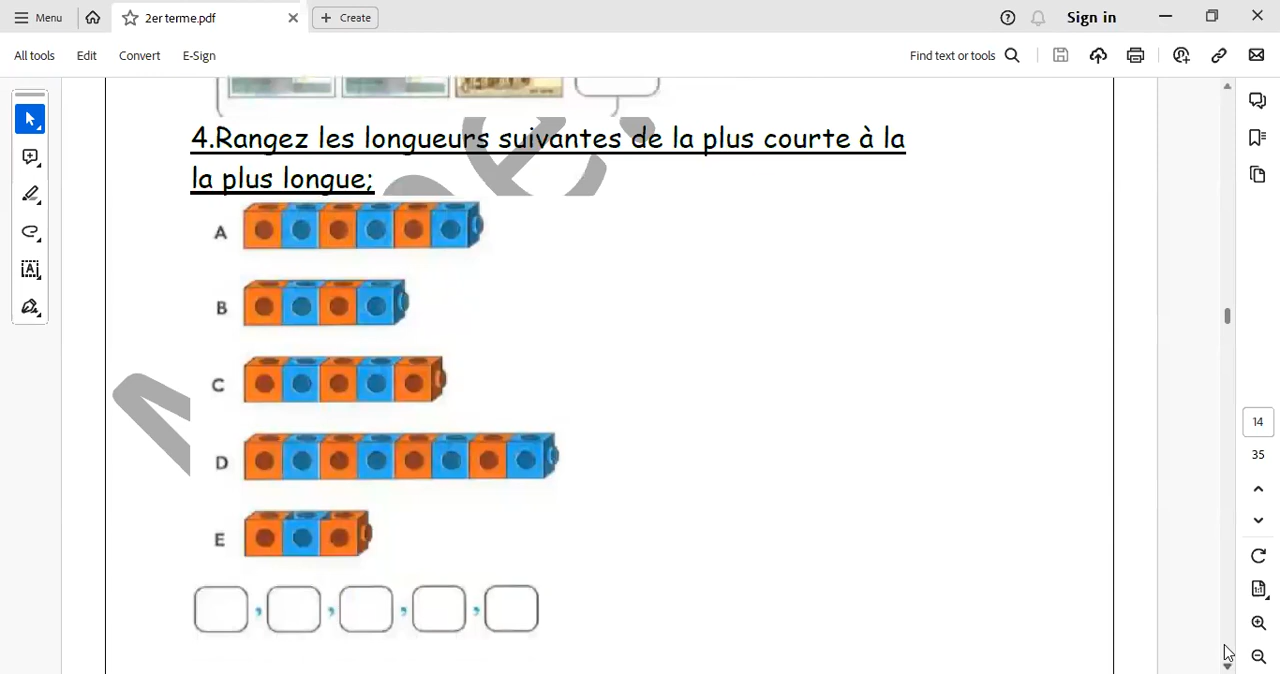 Menu
2er terme.pdf
Create
Sign in
All tools
Edit
Convert
E-Sign
Find text or tools
4.Rangez les longueurs suivantes de la plus courte à la
la plus longue;
A
B
C
D
E
, , , ,
14
35